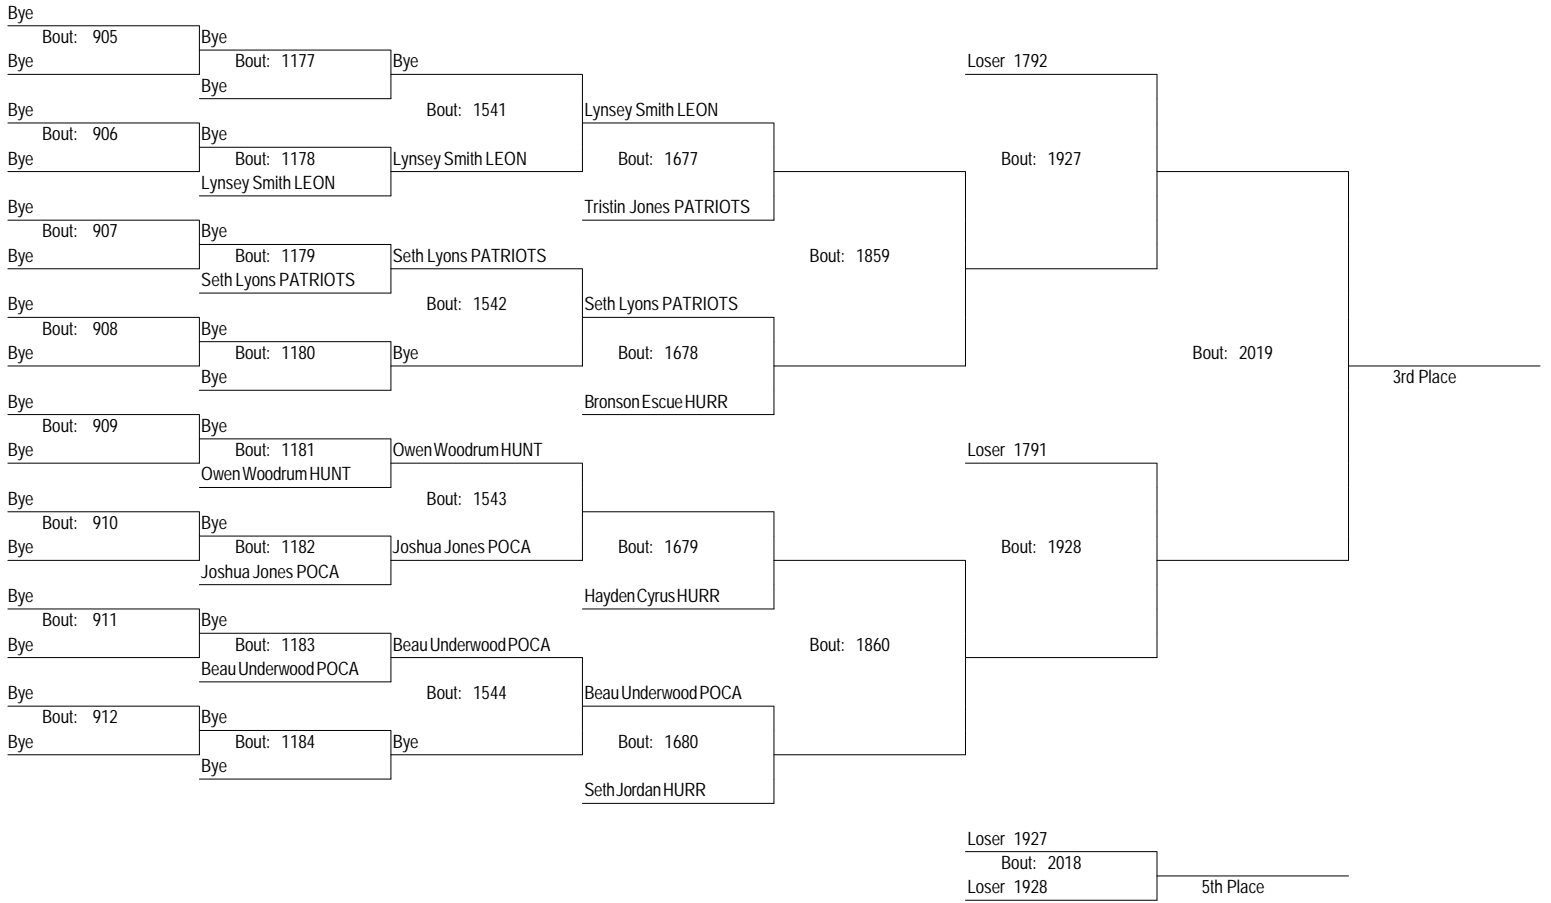 Bye
Bout: 905
Bye
Bye
Bout: 1177
Bye
Bye
Loser 1792
Bye
Bout: 906
Bye
Bye
Bout: 1178
Lynsey Smith LEON
Bout: 1541
Lynsey Smith LEON
Lynsey Smith LEON
Bout: 1677
Tristin Jones PATRIOTS
Bout: 1927
Bye
Bout: 907
Bye
Bye
Bout: 1179
Seth Lyons PATRIOTS
Seth Lyons PATRIOTS
Bout: 1859
Bye
Bout: 908
Bye
Bye
Bout: 1180
Bye
Bout: 1542
Bye
Seth Lyons PATRIOTS
Bout: 1678
Bronson Escue HURR
Bout: 2019
3rd Place
Bye
Bout: 909
Bye
Bye
Bout: 1181
Owen Woodrum HUNT
Owen Woodrum HUNT
Loser 1791
Bye
Bout: 910
Bye
Bye
Bout: 1182
Joshua Jones POCA
Bout: 1543
Joshua Jones POCA
Bout: 1679
Hayden Cyrus HURR
Bout: 1928
Bye
Bout: 911
Bye
Bye
Bout: 1183
Beau Underwood POCA
Beau Underwood POCA
Bout: 1860
Bye
Bout: 912
Bye
Bye
Bout: 1184
Bye
Bout: 1544
Bye
Beau Underwood POCA
Bout: 1680
Seth Jordan HURR
Loser 1927
Bout: 2018
Loser 1928
5th Place